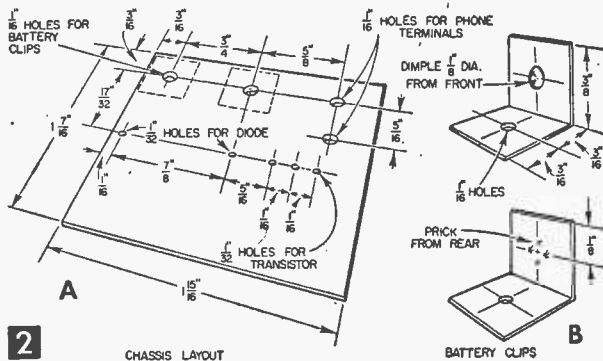 1/16" HOLES FOR
BATTERY
CLIPS
3/16"
3/16"
3/4"
5/8"
1/16" HOLES FOR PHONE
TERMINALS
17/32"
1 7/16"
1/32"
HOLES FOR DIODE
5/16"
1/16"
7/8"
5/16"
1/16"
1/16"
1/32"
HOLES FOR
TRANSISTOR
1 15/16"
A
2
CHASSIS LAYOUT
DIMPLE 1/8" DIA.
FROM FRONT
3/8"
3/16"
3/16"
1/16" HOLES
PRICK
FROM REAR
1/8"
B
BATTERY CLIPS